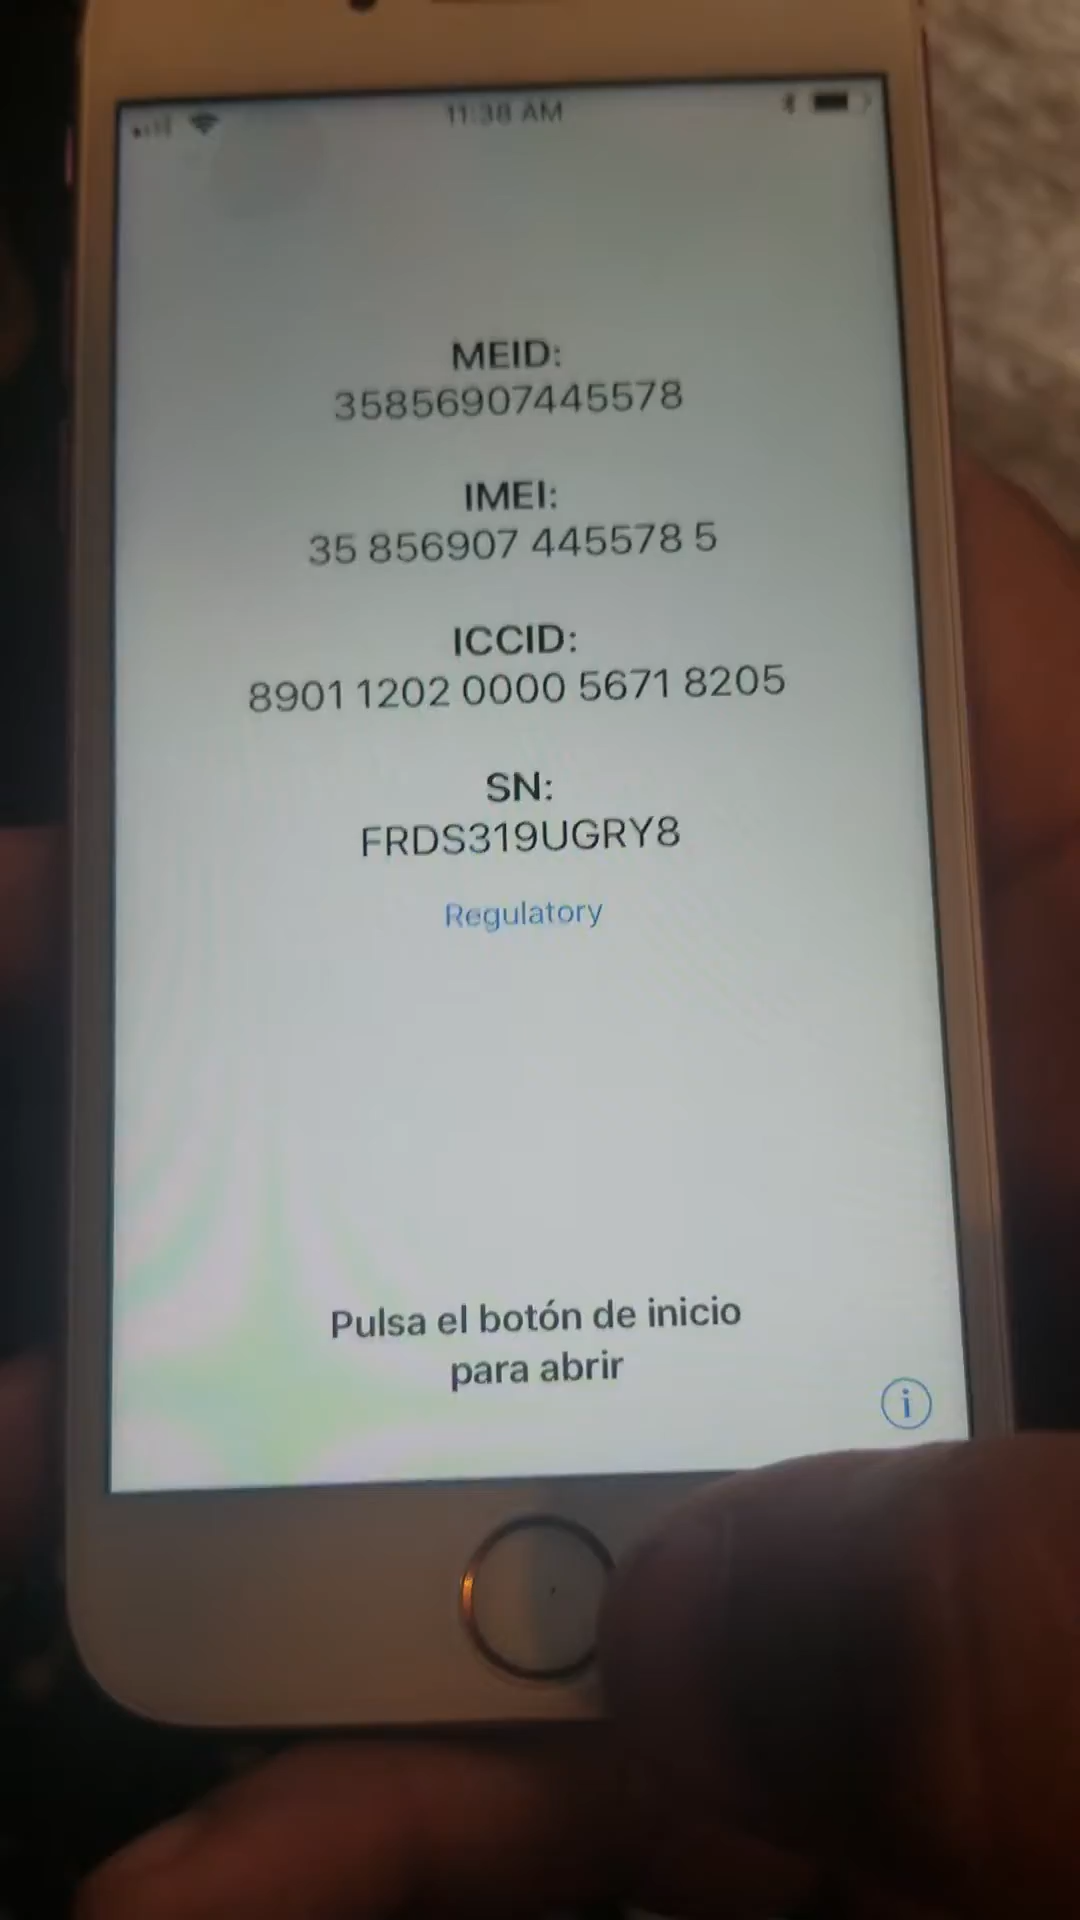 11:38 AM
MEID:
35856907445578
IMEI:
35 856907 445578 5
ICCID:
8901 1202 0000 5671 8205
SN:
FRDS319UGRY8
Regulatory
Pulsa el botón de inicio
para abrir
i